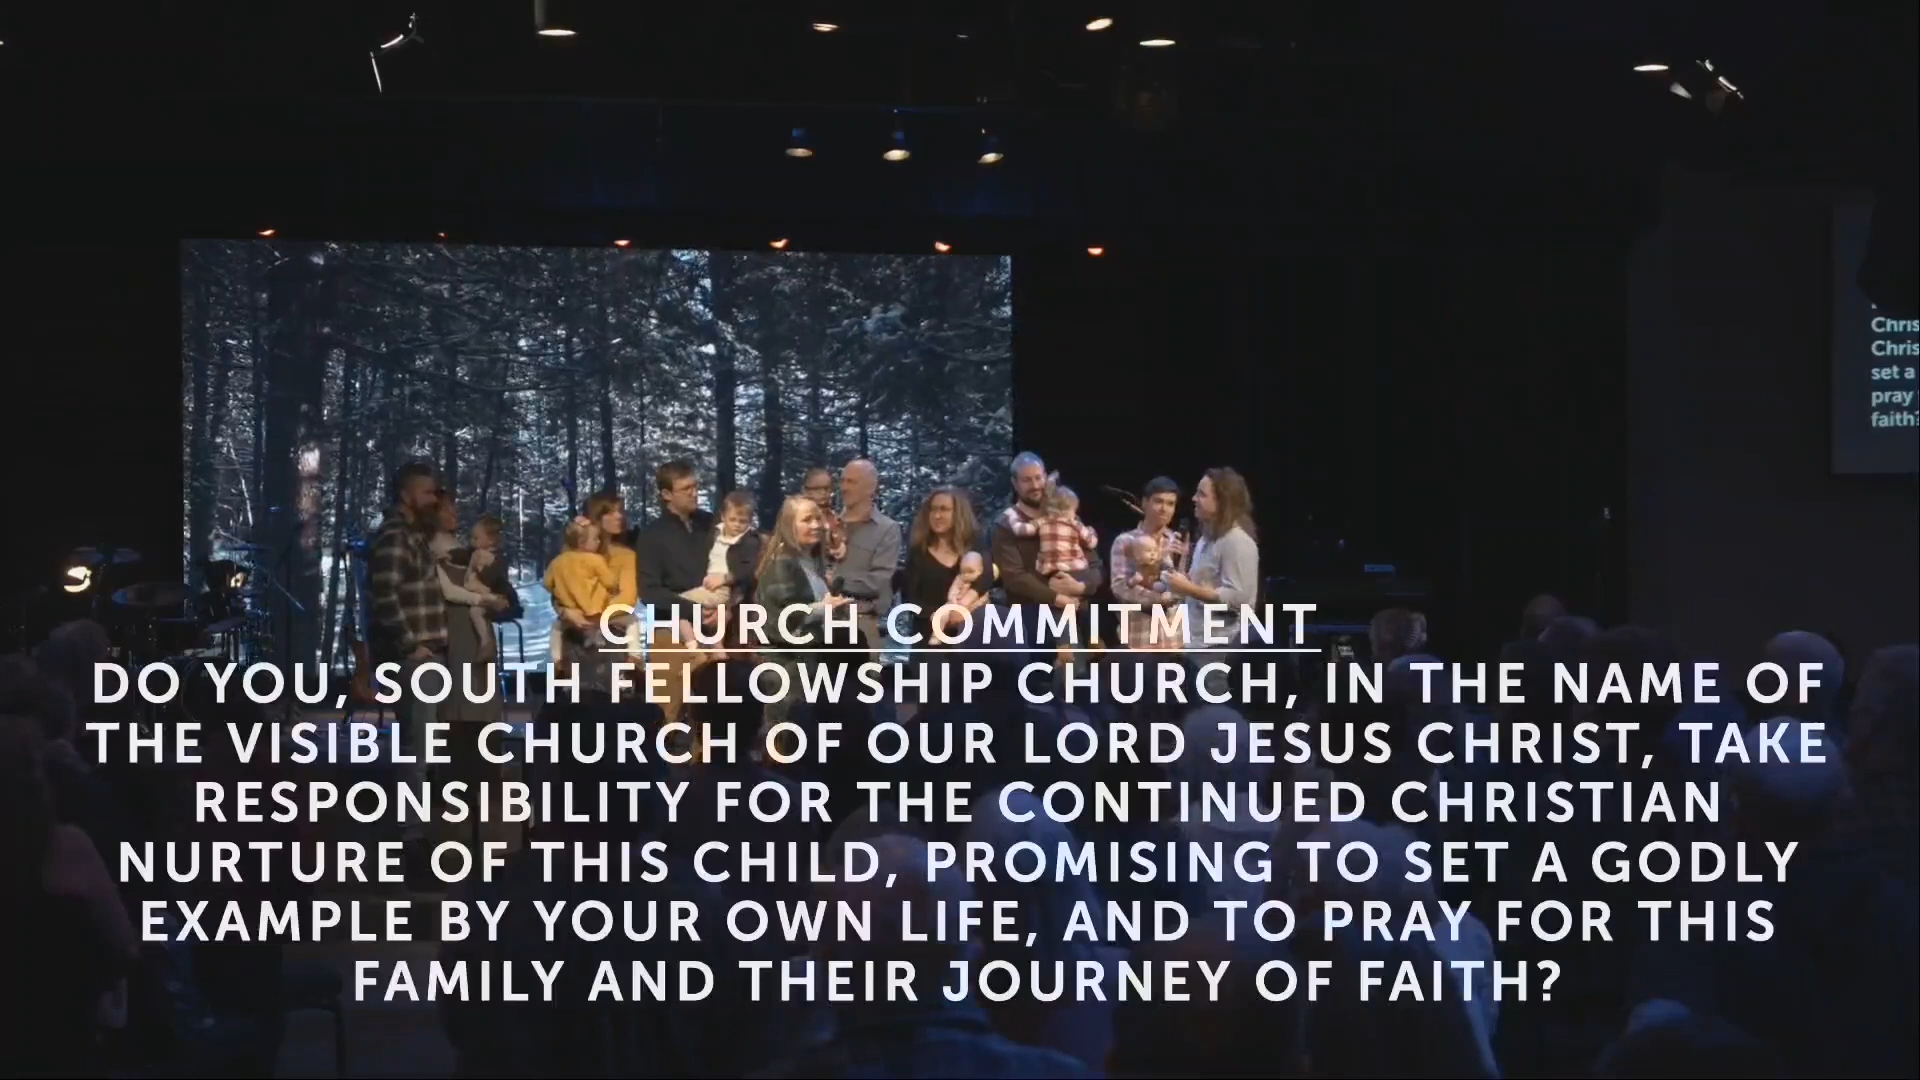 CHURCH COMMITMENT
DO YOU, SOUTH FELLOWSHIP CHURCH, IN THE NAME OF
THE VISIBLE CHURCH OF OUR LORD JESUS CHRIST, TAKE
RESPONSIBILITY FOR THE CONTINUED CHRISTIAN
NURTURE OF THIS CHILD, PROMISING TO SET A GODLY
EXAMPLE BY YOUR OWN LIFE, AND TO PRAY FOR THIS
FAMILY AND THEIR JOURNEY OF FAITH?
Chris
Chris
set a
pray
faith?